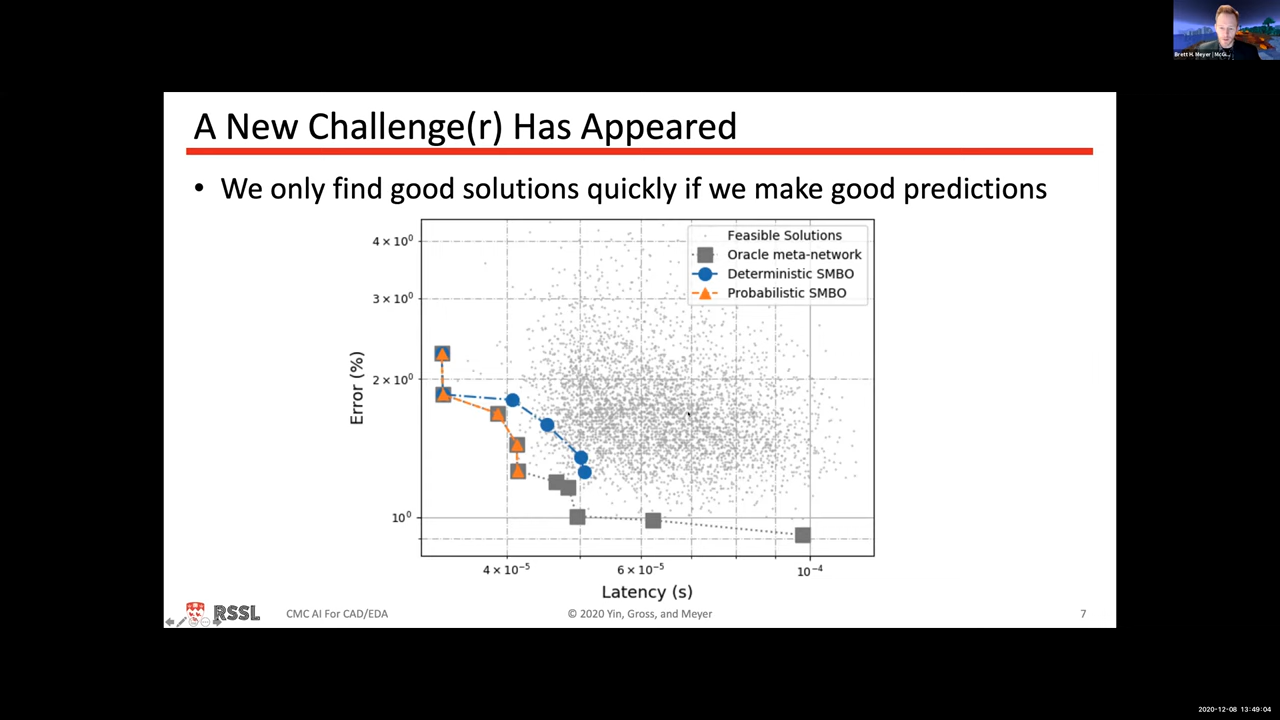 Brett H. Meyer | McG...
A New Challenge(r) Has Appeared
• We only find good solutions quickly if we make good predictions
Feasible Solutions
Oracle meta-network
Deterministic SMBO
Probabilistic SMBO
4 × 10⁰
3 × 10⁰
2 × 10⁰
10⁰
Error (%)
4 × 10⁻⁵
6 × 10⁻⁵
10⁻⁴
Latency (s)
RSSL
CMC AI For CAD/EDA
© 2020 Yin, Gross, and Meyer
7
2020-12-08 13:49:04